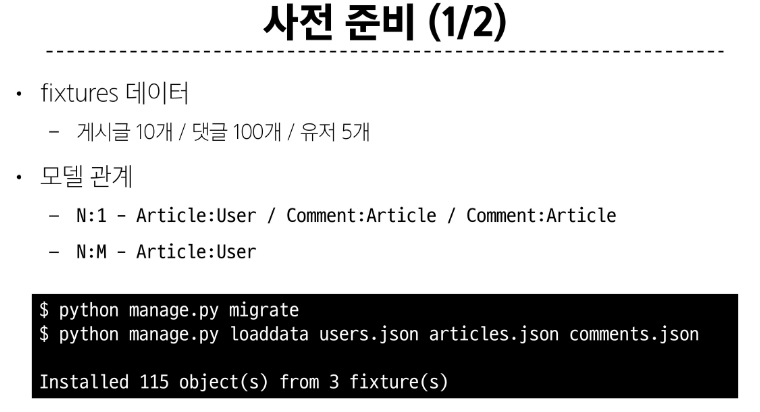 사전 준비 (1/2)
• fixtures 데이터
– 게시글 10개 / 댓글 100개 / 유저 5개
• 모델 관계
– N:1 – Article:User / Comment:Article / Comment:Article
– N:M – Article:User
$ python manage.py migrate
$ python manage.py loaddata users.json articles.json comments.json
Installed 115 object(s) from 3 fixture(s)